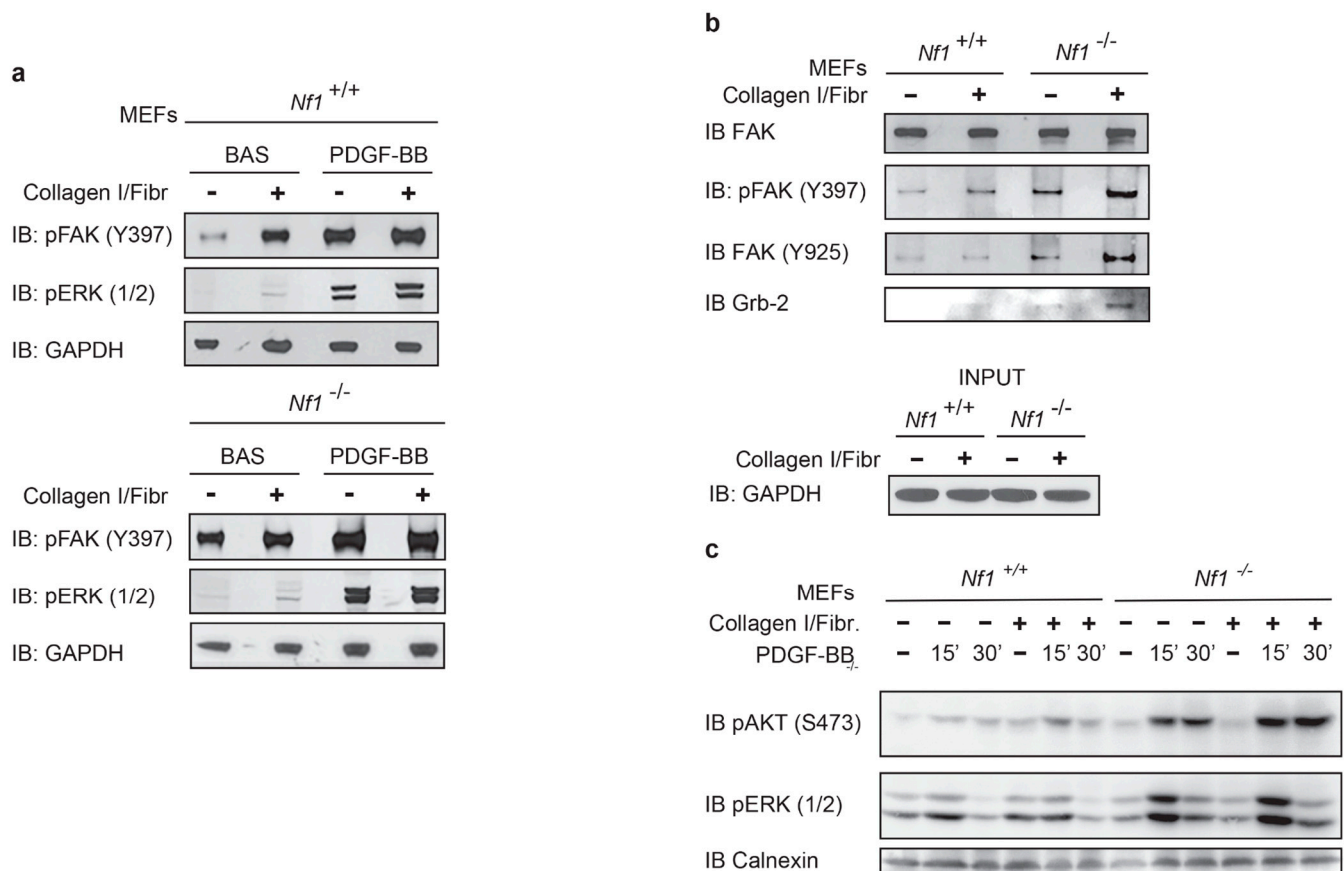 a
MEFs Nf1 +/+
BAS PDGF-BB
Collagen I/Fibr - + - +
IB: pFAK (Y397)
IB: pERK (1/2)
IB: GAPDH
Nf1 -/-
BAS PDGF-BB
Collagen I/Fibr - + - +
IB: pFAK (Y397)
IB: pERK (1/2)
IB: GAPDH
b
MEFs Nf1 +/+ Nf1 -/-
Collagen I/Fibr - + - +
IB FAK
IB: pFAK (Y397)
IB FAK (Y925)
IB Grb-2
INPUT
Nf1 +/+ Nf1 -/-
Collagen I/Fibr - + - +
IB: GAPDH
c
MEFs Nf1 +/+ Nf1 -/-
Collagen I/Fibr. - - - + + + - - - + + +
PDGF-BB - 15' 30' - 15' 30' - 15' 30' - 15' 30'
-/-
IB pAKT (S473)
IB pERK (1/2)
IB Calnexin